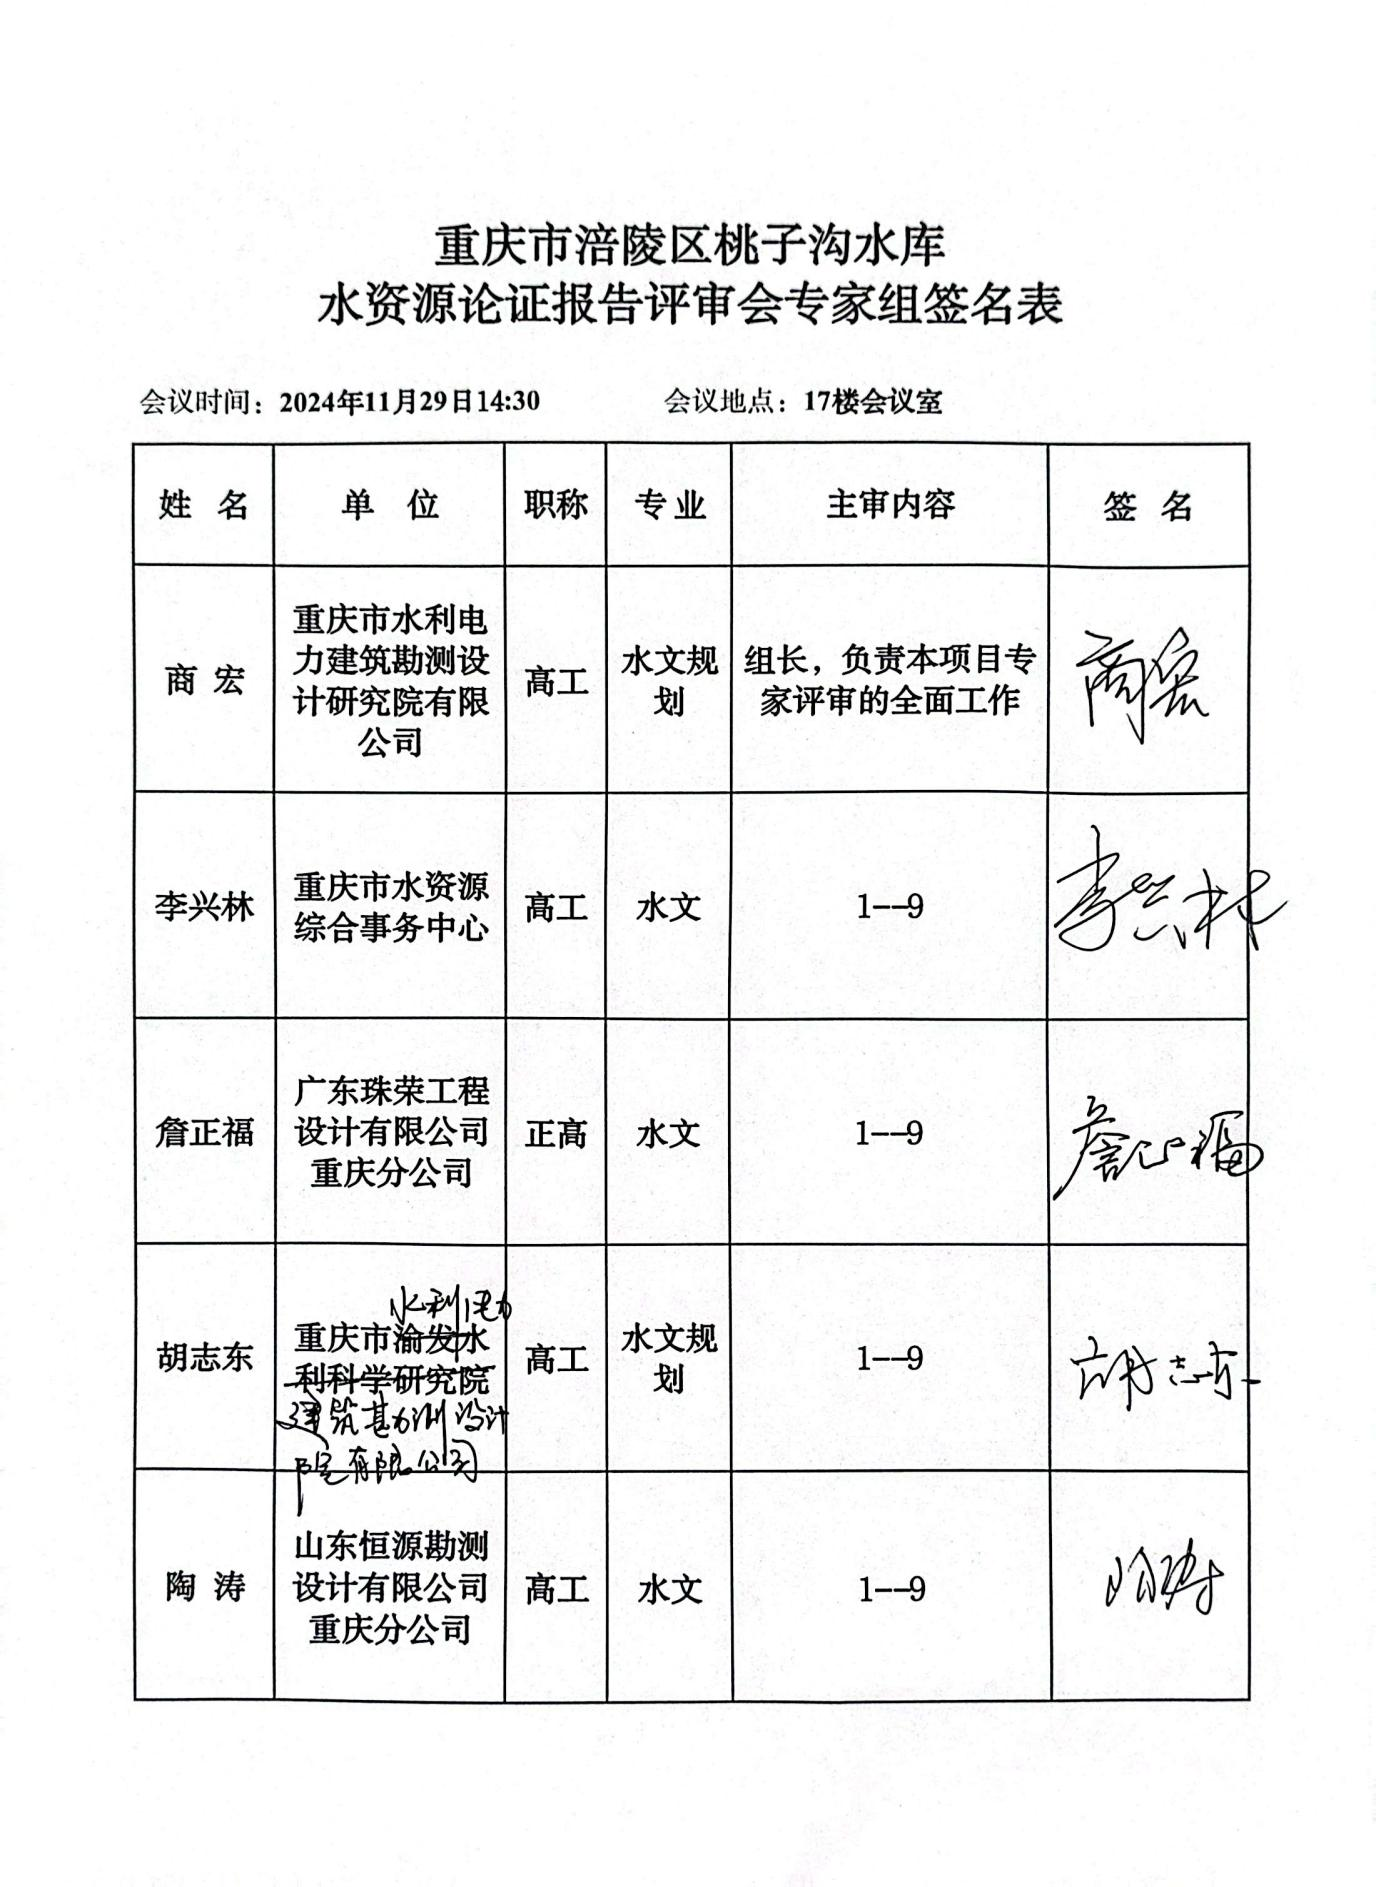 重庆市涪陵区桃子沟水库
水资源论证报告评审会专家组签名表
会议时间：2024年11月29日14:30 会议地点：17楼会议室
姓 名 单 位 职称 专业 主审内容 签 名
商 宏
重庆市水利电
力建筑勘测设
计研究院有限
公司
高工
水文规
划
组长，负责本项目专
家评审的全面工作
商宏
李兴林
重庆市水资源
综合事务中心
高工
水文
1---9
李兴林
詹正福
广东珠荣工程
设计有限公司
重庆分公司
正高
水文
1---9
詹正福
胡志东
水利电力
重庆市渝发水
利科学研究院
建筑勘测设计
院有限公司
高工
水文规
划
1---9
胡志东
陶 涛
山东恒源勘测
设计有限公司
重庆分公司
高工
水文
1---9
陶涛